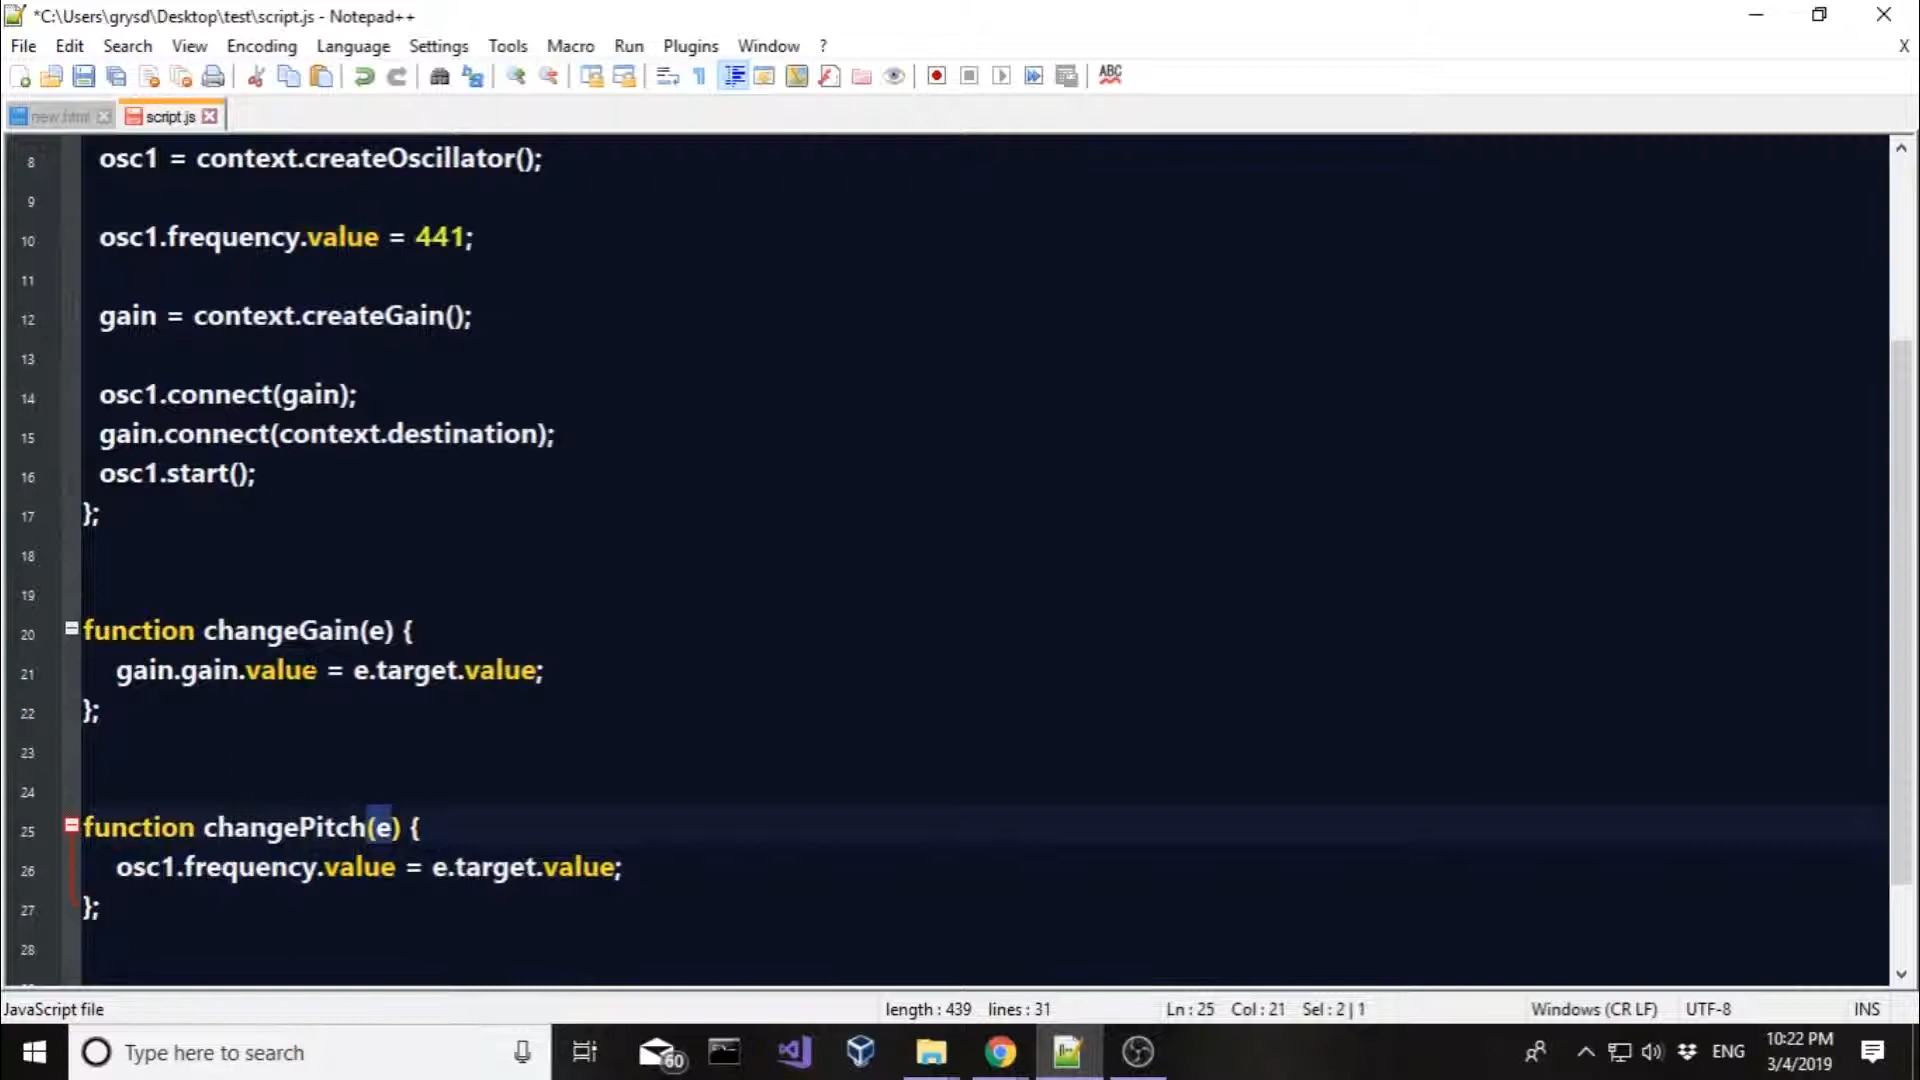 *C:\Users\grysd\Desktop\test\script.js - Notepad++
File Edit Search View Encoding Language Settings Tools Macro Run Plugins Window ? X
ABC
new.html script.js
8 osc1 = context.createOscillator();
9
10 osc1.frequency.value = 441;
11
12 gain = context.createGain();
13
14 osc1.connect(gain);
15 gain.connect(context.destination);
16 osc1.start();
17 };
18
19
20 function changeGain(e) {
21 gain.gain.value = e.target.value;
22 };
23
24
25 function changePitch(e) {
26 osc1.frequency.value = e.target.value;
27 };
28
JavaScript file length : 439 lines : 31 Ln : 25 Col : 21 Sel : 2 | 1 Windows (CR LF) UTF-8 INS
Type here to search 60 ENG 10:22 PM
3/4/2019